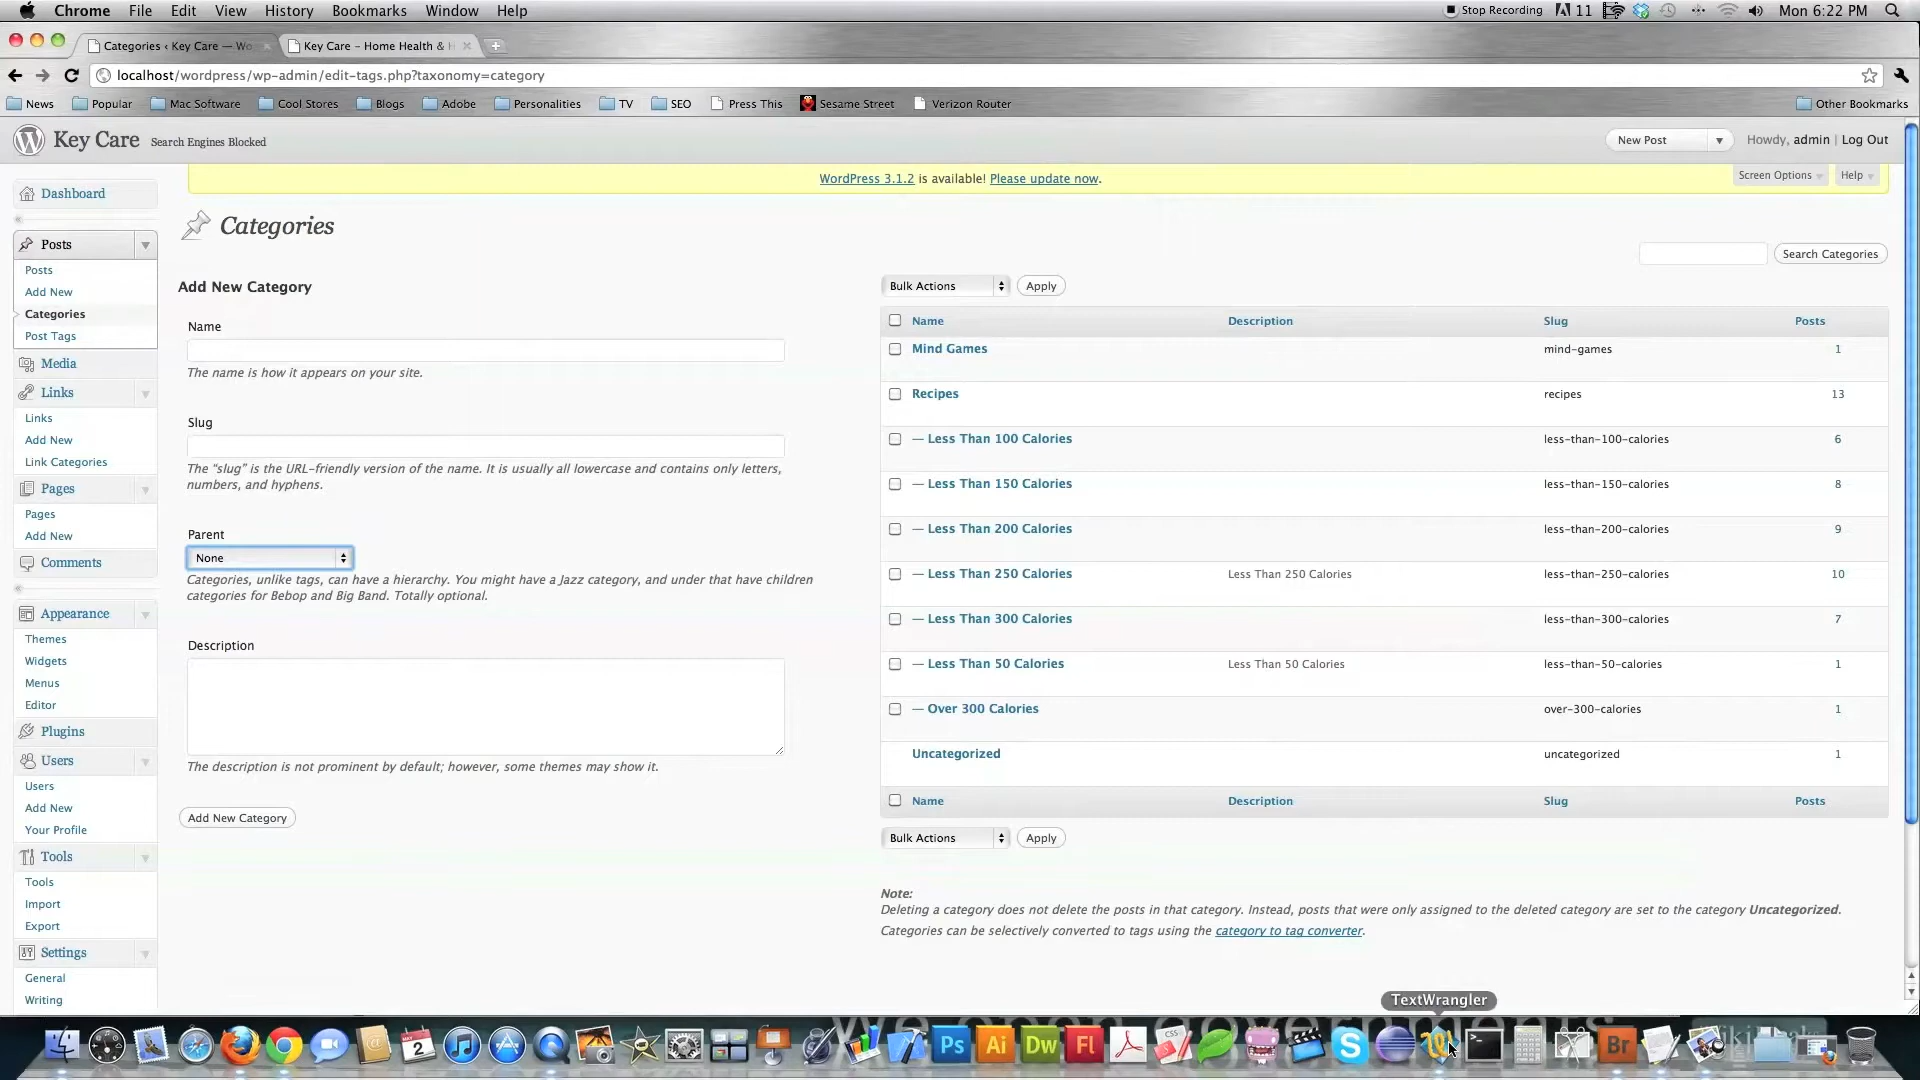 Chrome File Edit View History Bookmarks Window Help Stop Recording 11 Mon 6:22 PM
Categories ‹ Key Care — Wo Key Care – Home Health & H
localhost/wordpress/wp-admin/edit-tags.php?taxonomy=category
News Popular Mac Software Cool Stores Blogs Adobe Personalities TV SEO Press This Sesame Street Verizon Router Other Bookmarks
Key Care Search Engines Blocked New Post Howdy, admin | Log Out
WordPress 3.1.2 is available! Please update now.
Screen Options Help
Dashboard
Posts
Posts
Add New
Categories
Post Tags
Media
Links
Links
Add New
Link Categories
Pages
Pages
Add New
Comments
Appearance
Themes
Widgets
Menus
Editor
Plugins
Users
Users
Add New
Your Profile
Tools
Tools
Import
Export
Settings
General
Writing
Categories
Search Categories
Add New Category
Name
The name is how it appears on your site.
Slug
The "slug" is the URL-friendly version of the name. It is usually all lowercase and contains only letters,
numbers, and hyphens.
Parent
None
Categories, unlike tags, can have a hierarchy. You might have a Jazz category, and under that have children
categories for Bebop and Big Band. Totally optional.
Description
The description is not prominent by default; however, some themes may show it.
Add New Category
Bulk Actions Apply
Name Description Slug Posts
Mind Games mind-games 1
Recipes recipes 13
— Less Than 100 Calories less-than-100-calories 6
— Less Than 150 Calories less-than-150-calories 8
— Less Than 200 Calories less-than-200-calories 9
— Less Than 250 Calories Less Than 250 Calories less-than-250-calories 10
— Less Than 300 Calories less-than-300-calories 7
— Less Than 50 Calories Less Than 50 Calories less-than-50-calories 1
— Over 300 Calories over-300-calories 1
Uncategorized uncategorized 1
Name Description Slug Posts
Bulk Actions Apply
Note:
Deleting a category does not delete the posts in that category. Instead, posts that were only assigned to the deleted category are set to the category Uncategorized.
Categories can be selectively converted to tags using the category to tag converter.
TextWrangler
2 Ps Ai Dw Fl CSS Br